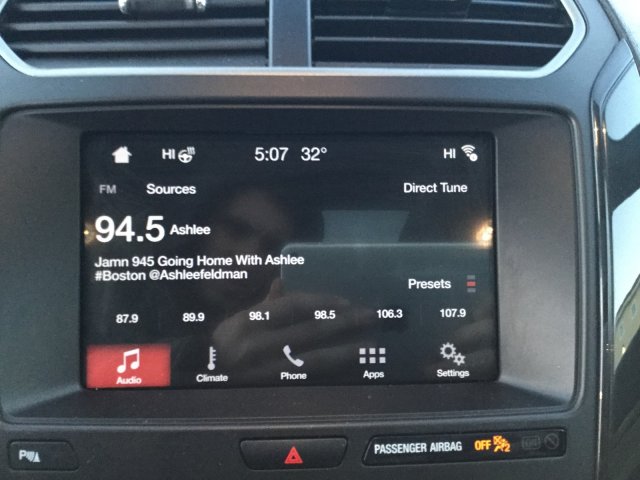 HI 5:07 32° HI
FM Sources Direct Tune
94.5 Ashlee
Jamn 945 Going Home With Ashlee
#Boston @Ashleefeldman
Presets
87.9 89.9 98.1 98.5 106.3 107.9
Audio Climate Phone Apps Settings
P PASSENGER AIRBAG OFF 2